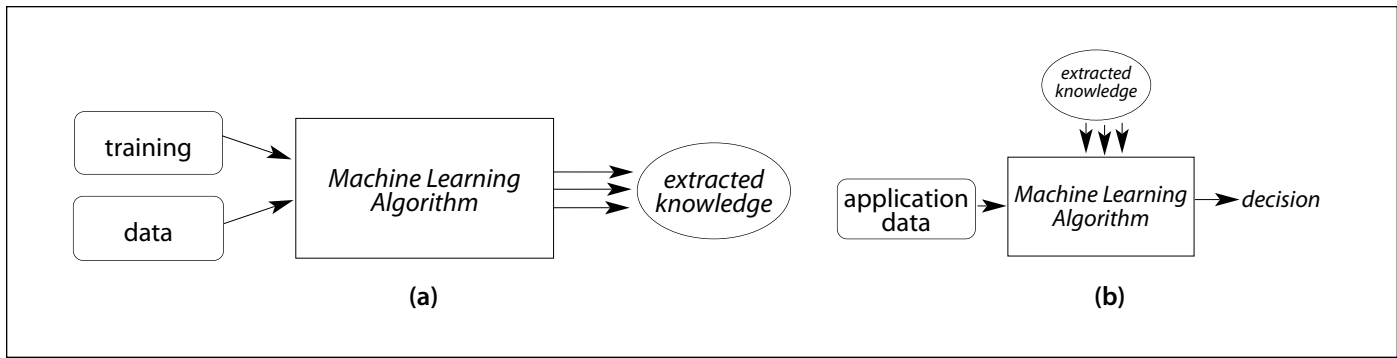 training
data
Machine Learning
Algorithm
extracted
knowledge
(a)
extracted
knowledge
application
data
Machine Learning
Algorithm
decision
(b)